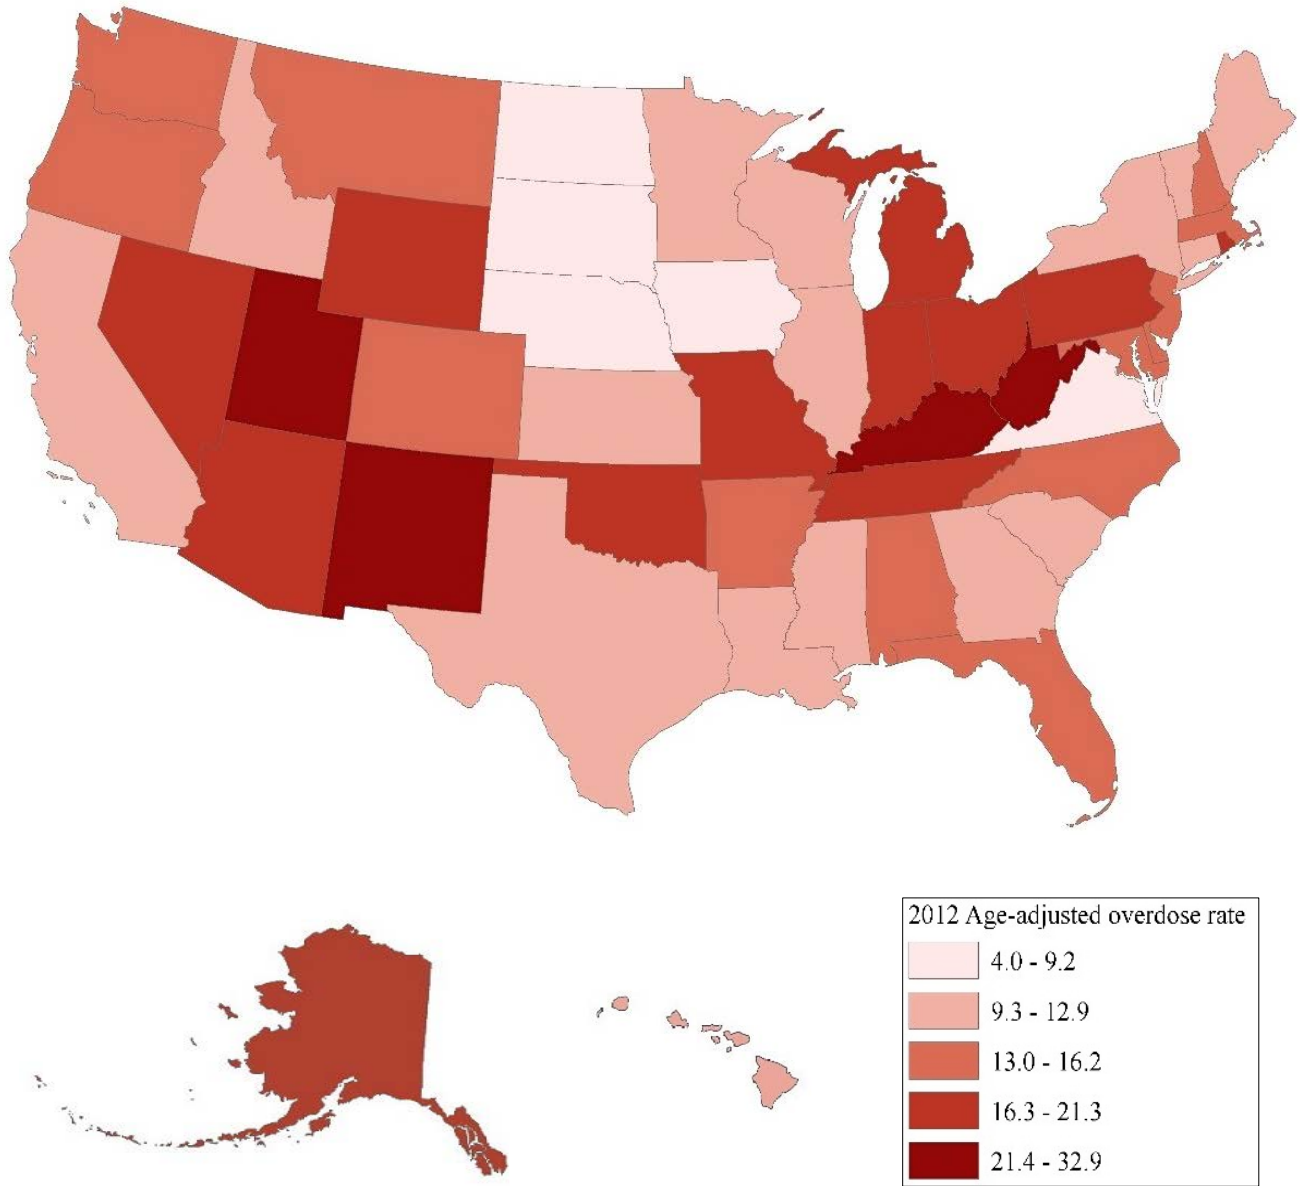 2012 Age-adjusted overdose rate
4.0 - 9.2
9.3 - 12.9
13.0 - 16.2
16.3 - 21.3
21.4 - 32.9